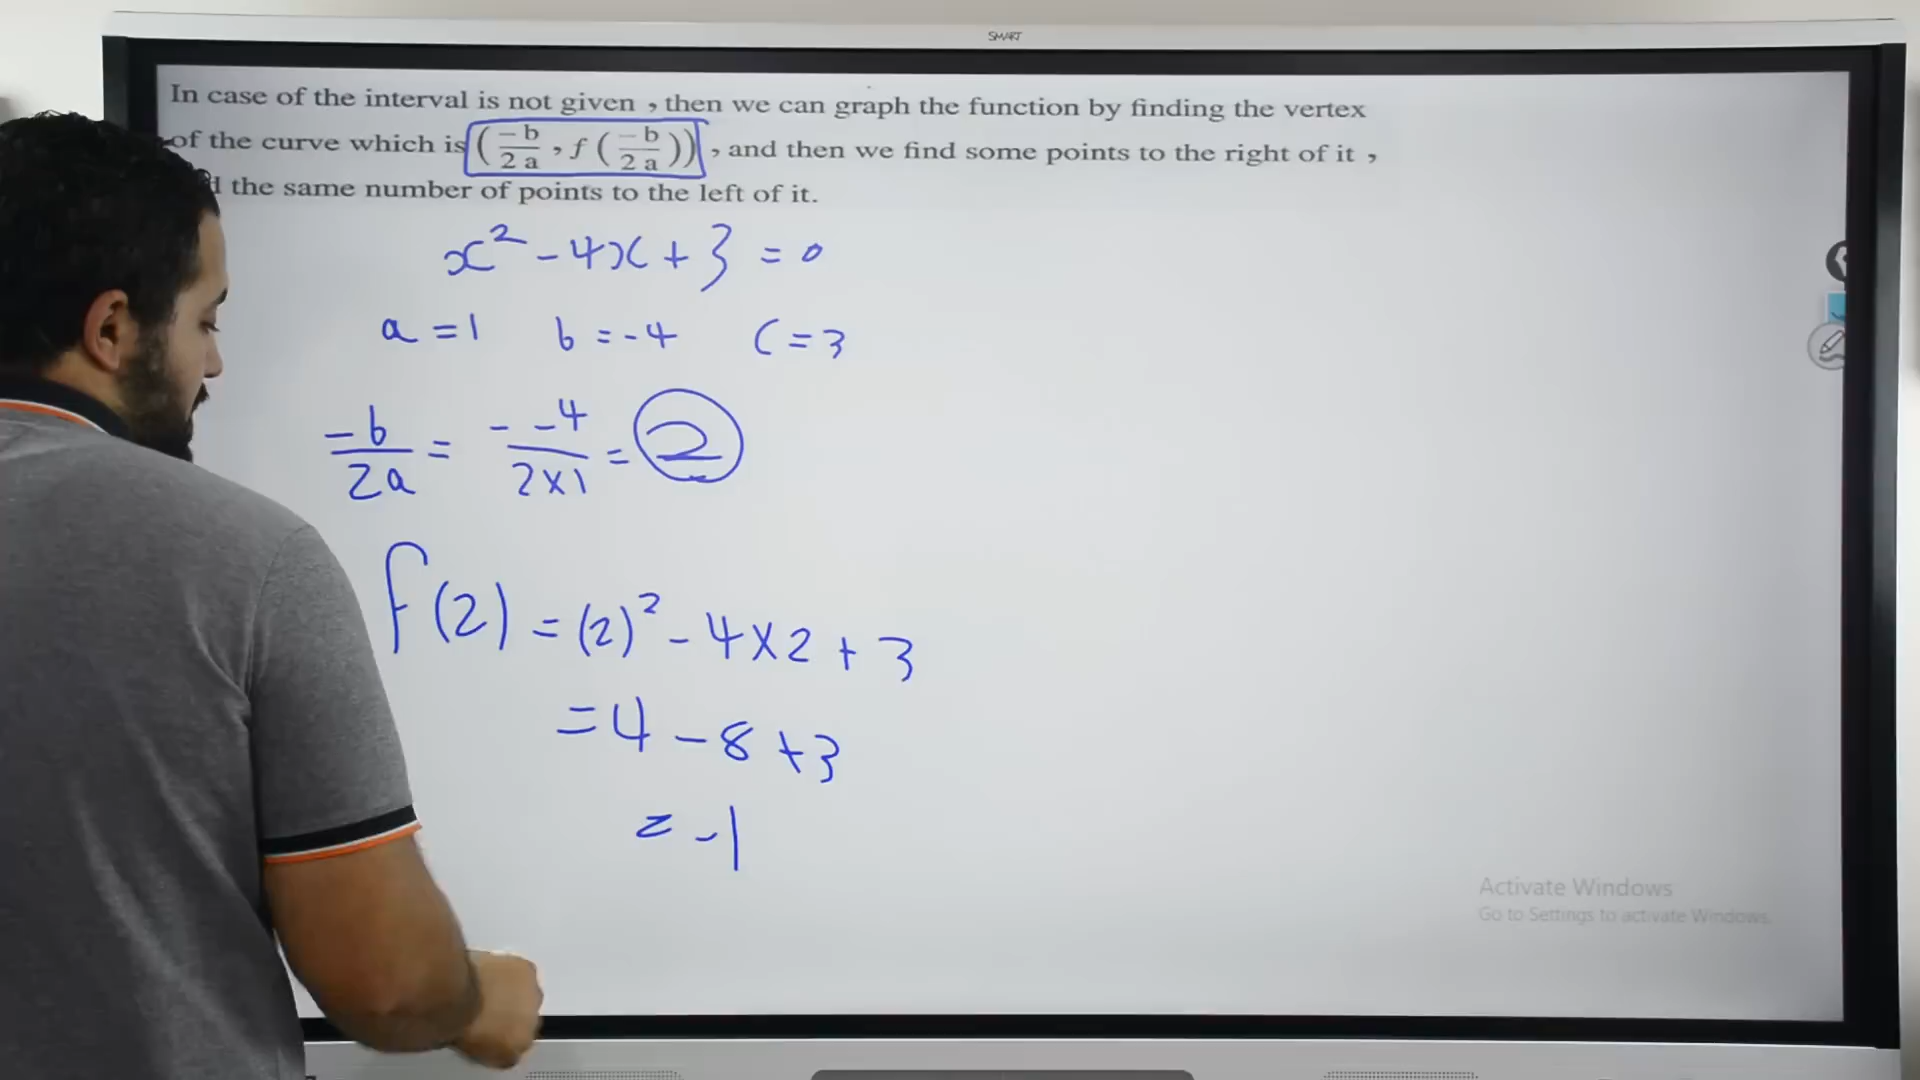 SMART
In case of the interval is not given , then we can graph the function by finding the vertex
of the curve which is (-b/2a , f(-b/2a)) , and then we find some points to the right of it ,
the same number of points to the left of it.
x² - 4x + 3 = 0
a = 1 b = -4 c = 3
-b/2a = - -4/2×1 = 2
f(2) = (2)² - 4×2 + 3
= 4 - 8 + 3
= -1
Activate Windows
Go to Settings to activate Windows.